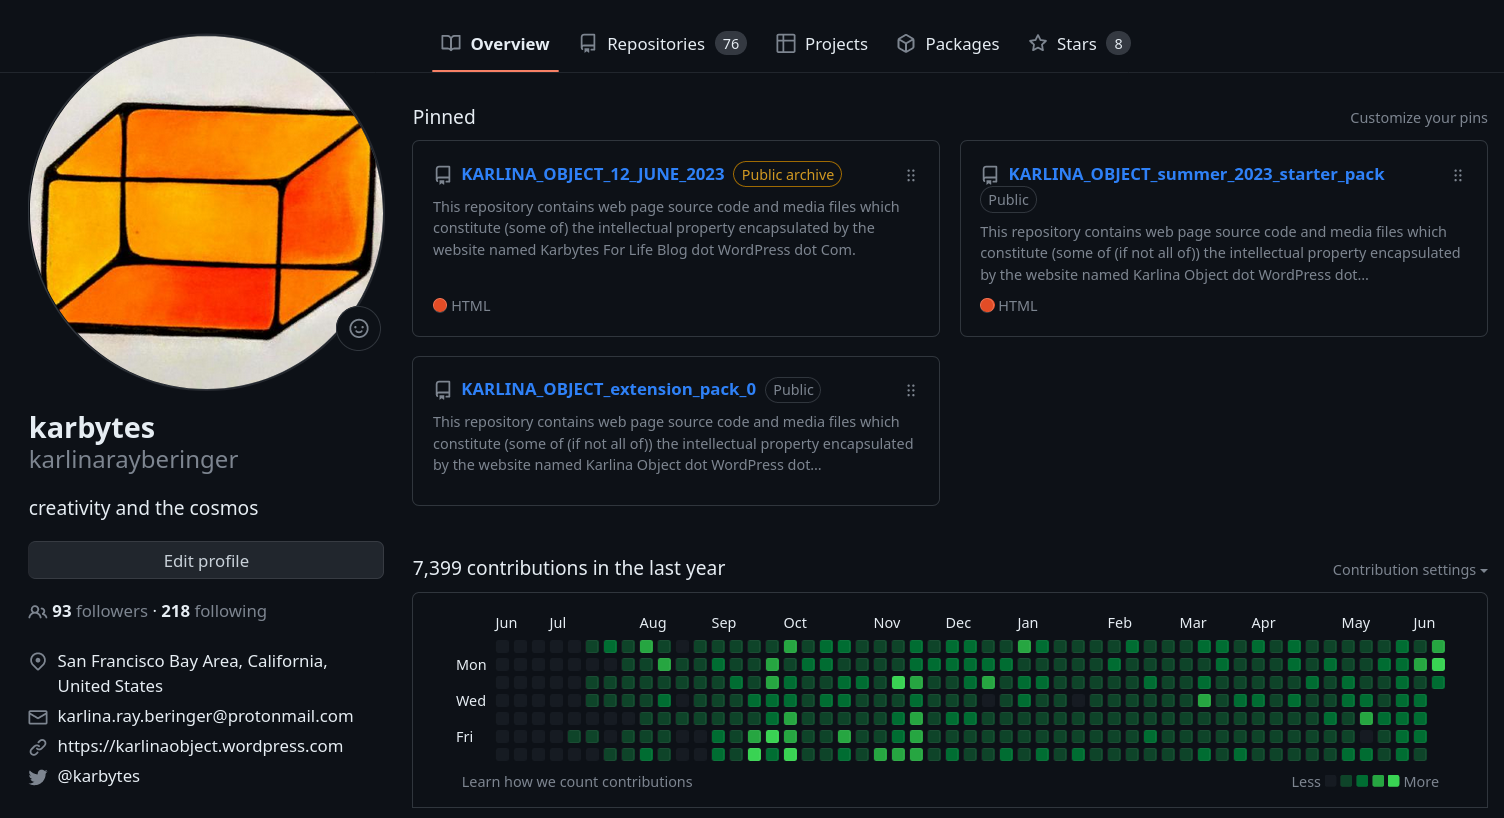 Overview Repositories 76 Projects Packages Stars 8
karbytes
karlinarayberinger
creativity and the cosmos
Edit profile
93 followers · 218 following
San Francisco Bay Area, California,
United States
karlina.ray.beringer@protonmail.com
https://karlinaobject.wordpress.com
@karbytes
Pinned
Customize your pins
KARLINA_OBJECT_12_JUNE_2023 Public archive
This repository contains web page source code and media files which
constitute (some of) the intellectual property encapsulated by the
website named Karbytes For Life Blog dot WordPress dot Com.
HTML
KARLINA_OBJECT_summer_2023_starter_pack
Public
This repository contains web page source code and media files which
constitute (some of (if not all of)) the intellectual property encapsulated
by the website named Karlina Object dot WordPress dot...
HTML
KARLINA_OBJECT_extension_pack_0 Public
This repository contains web page source code and media files which
constitute (some of (if not all of)) the intellectual property encapsulated
by the website named Karlina Object dot WordPress dot...
7,399 contributions in the last year
Contribution settings
Jun Jul Aug Sep Oct Nov Dec Jan Feb Mar Apr May Jun
Mon
Wed
Fri
Learn how we count contributions
Less More